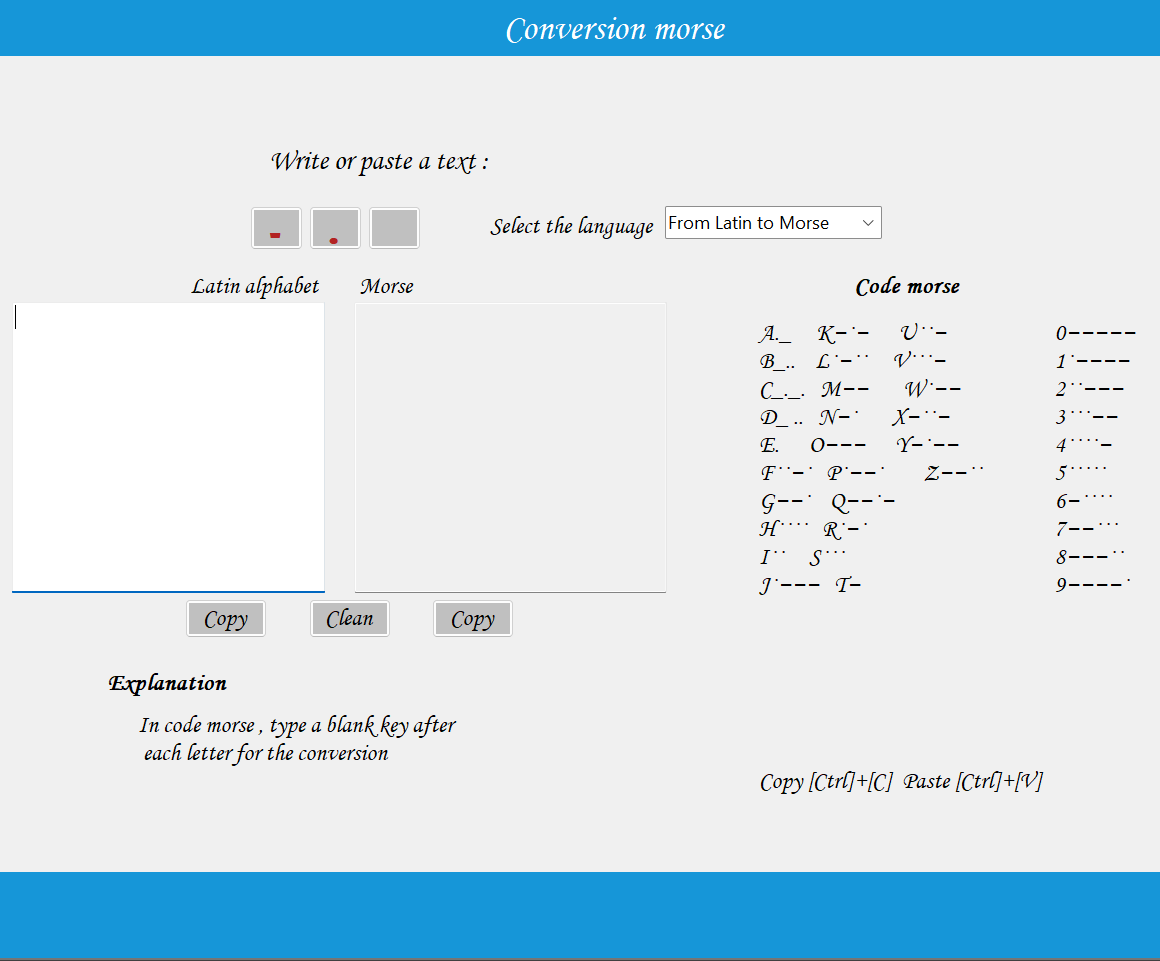 Conversion morse
Write or paste a text :
- .
Select the language From Latin to Morse
Latin alphabet Morse
Code morse
A._ K−·− U··− 0−−−−−
B_.. L·−·· V···− 1·−−−−
C_._. M−− W·−− 2··−−−
D_ .. N−· X−··− 3···−−
E. O−−− Y−·−− 4····−
F··−· P·−−· Z−−·· 5·····
G−−· Q−−·− 6−····
H···· R·−· 7−−···
I·· S··· 8−−−··
J·−−− T− 9−−−−·
Copy Clean Copy
Explanation
In code morse , type a blank key after
each letter for the conversion
Copy [Ctrl]+[C] Paste [Ctrl]+[V]